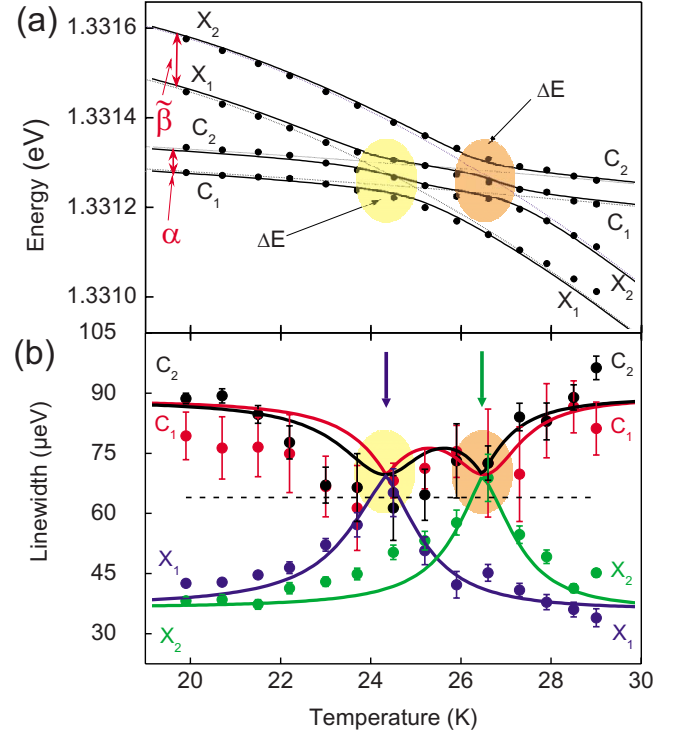 (a)
1.3316
X2
X1
β̃
ΔE
1.3314
C2
C2
Energy (eV)
1.3212
C1
C1
ΔE
α
X2
1.3310
X1
(b)
105
C2
C2
90
C1
C1
75
Linewidth (μeV)
60
X1
X2
45
30
X2
X1
20
22
24
26
28
30
Temperature (K)